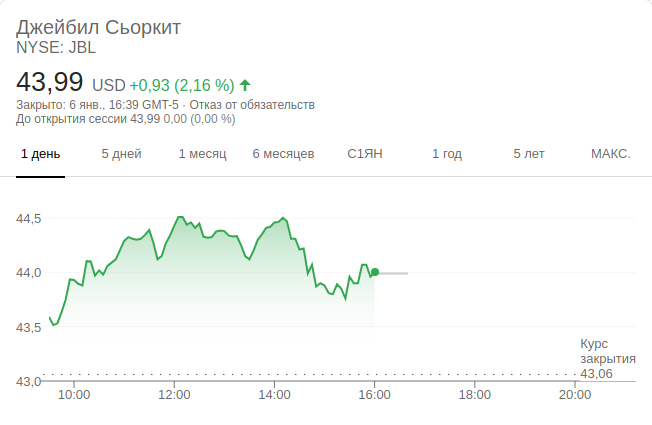 Джейбил Сьоркит
NYSE: JBL
43,99 USD +0,93 (2,16 %)
Закрыто: 6 янв., 16:39 GMT-5 · Отказ от обязательств
До открытия сессии 43,99 0,00 (0,00 %)
1 день 5 дней 1 месяц 6 месяцев С1ЯН 1 год 5 лет МАКС.
44,5
44,0
43,5
Курс
закрытия
43,06
43,0
10:00 12:00 14:00 16:00 18:00 20:00